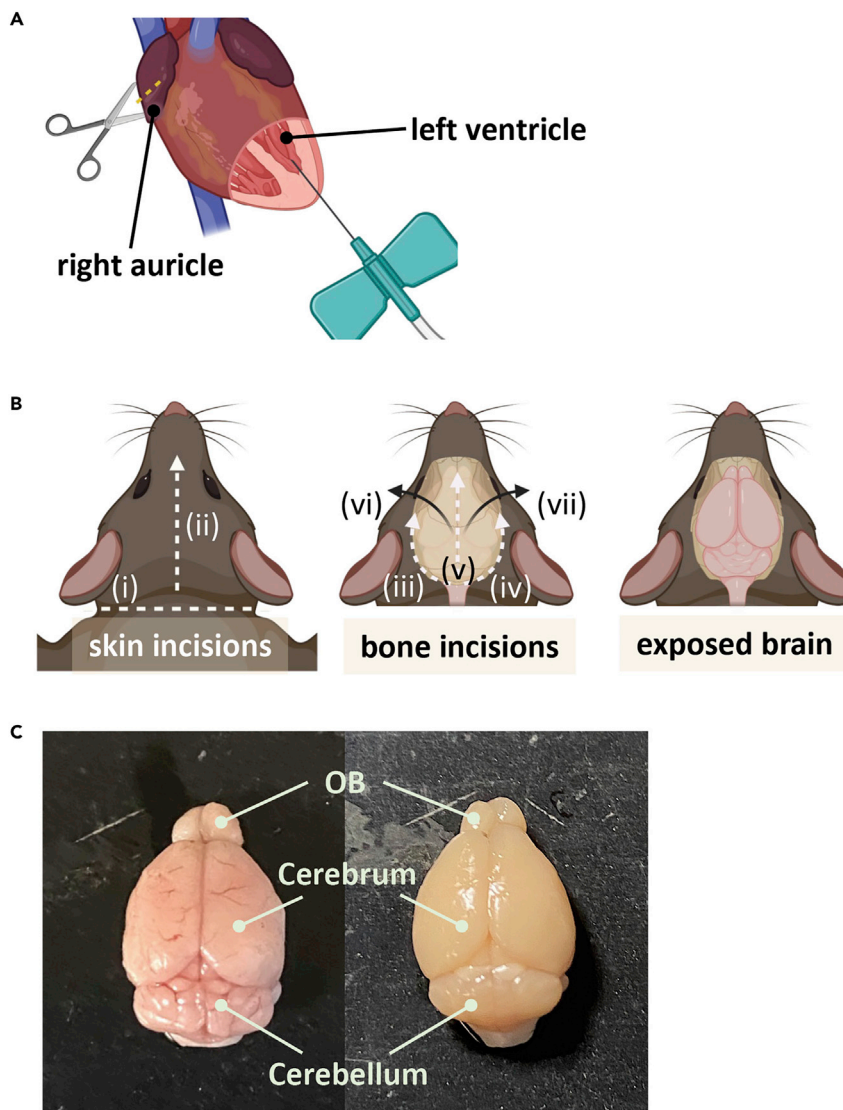 A
left ventricle
right auricle
B
(ii)
(i)
skin incisions
(vi)
(vii)
(v)
(iii)
(iv)
bone incisions
exposed brain
C
OB
Cerebrum
Cerebellum